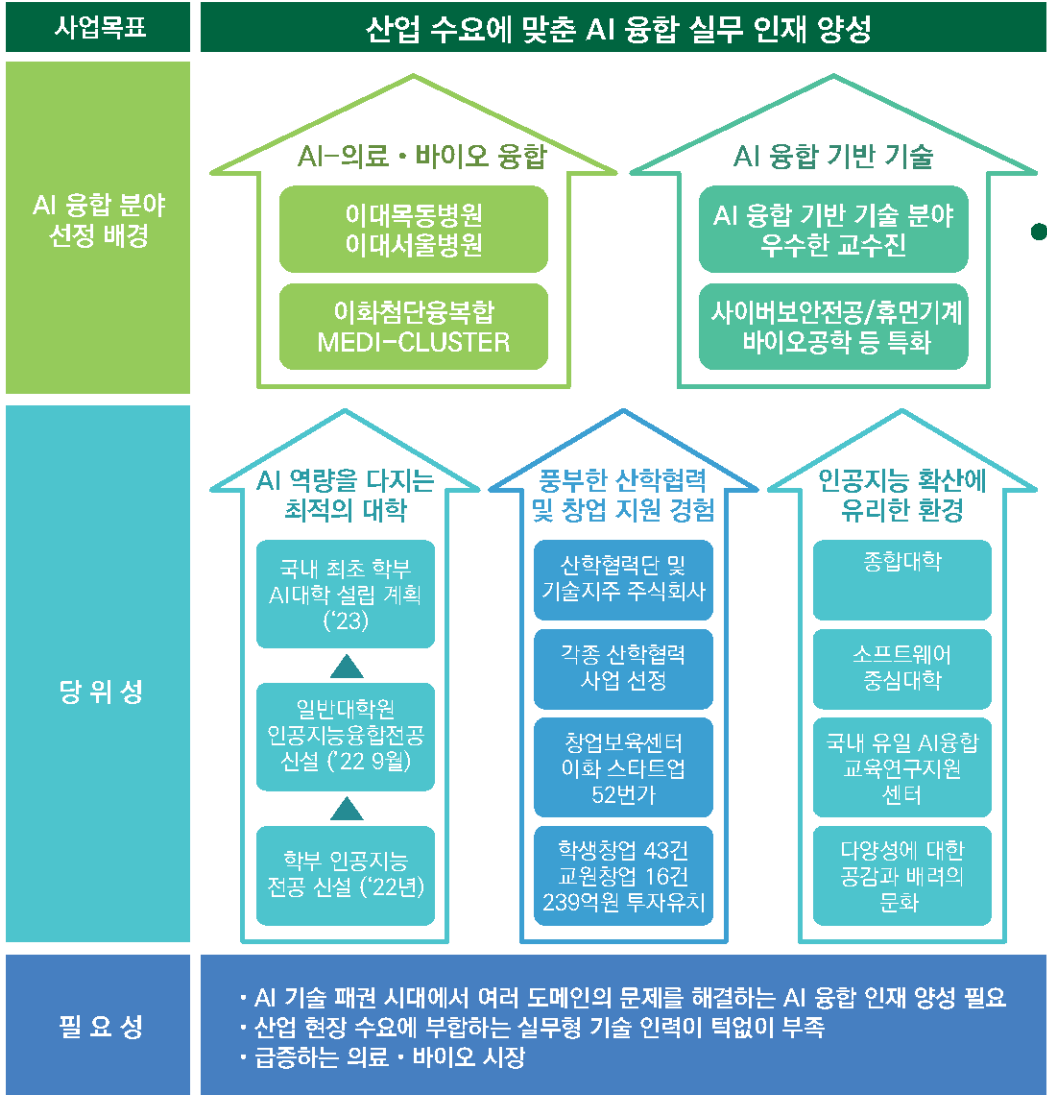 사업목표
산업 수요에 맞춘 AI 융합 실무 인재 양성
AI 융합 분야
선정 배경
AI-의료・바이오 융합
이대목동병원
이대서울병원
이화첨단융복합
MEDI-CLUSTER
AI 융합 기반 기술
AI 융합 기반 기술 분야
우수한 교수진
사이버보안전공/휴먼기계
바이오공학 등 특화
당 위 성
AI 역량을 다지는
최적의 대학
국내 최초 학부
AI대학 설립 계획
(‘23)
일반대학원
인공지능융합전공
신설 (’22 9월)
학부 인공지능
전공 신설 (‘22년)
풍부한 산학협력
및 창업 지원 경험
산학협력단 및
기술지주 주식회사
각종 산학협력
사업 선정
창업보육센터
이화 스타트업
52번가
학생창업 43건
교원창업 16건
239억원 투자유치
인공지능 확산에
유리한 환경
종합대학
소프트웨어
중심대학
국내 유일 AI융합
교육연구지원
센터
다양성에 대한
공감과 배려의
문화
필 요 성
・AI 기술 패권 시대에서 여러 도메인의 문제를 해결하는 AI 융합 인재 양성 필요
・산업 현장 수요에 부합하는 실무형 기술 인력이 턱없이 부족
・급증하는 의료・바이오 시장